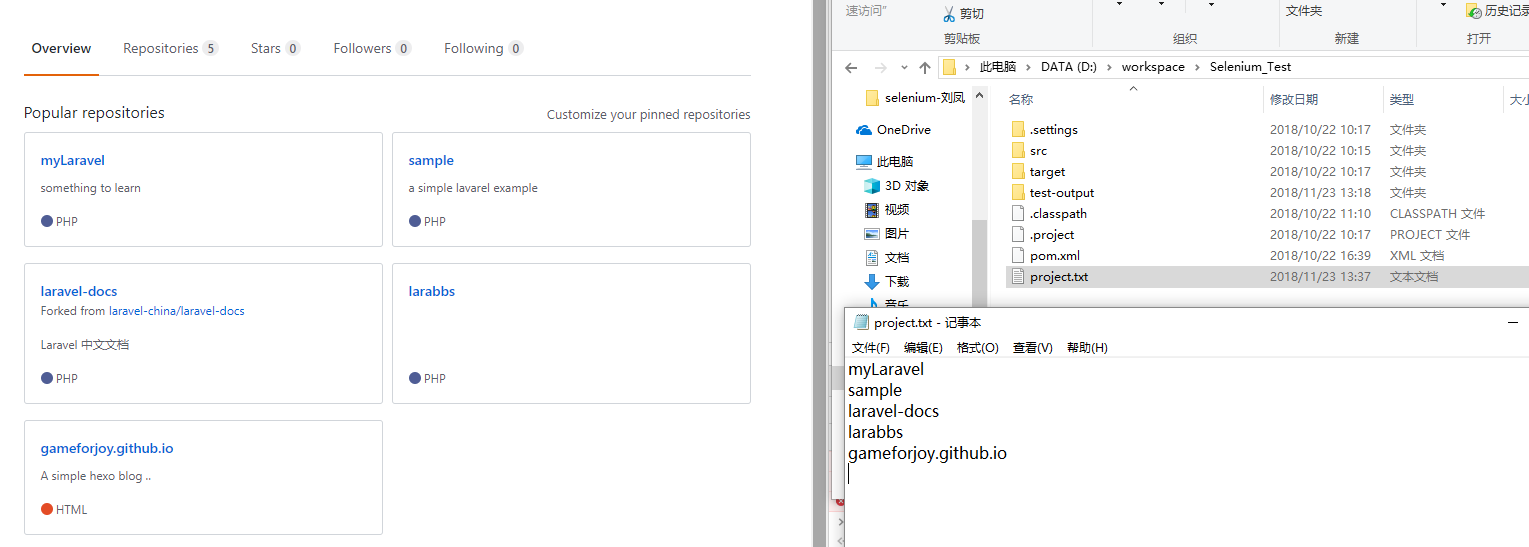 Overview Repositories 5 Stars 0 Followers 0 Following 0
Popular repositories
Customize your pinned repositories
myLaravel
something to learn
PHP
sample
a simple lavarel example
PHP
laravel-docs
Forked from laravel-china/laravel-docs
Laravel 中文文档
PHP
larabbs
PHP
gameforjoy.github.io
A simple hexo blog ..
HTML
速访问"
剪切
文件夹
历史记录
剪贴板
组织
新建
打开
此电脑 DATA (D:) workspace Selenium_Test
selenium-刘凤
OneDrive
此电脑
3D 对象
视频
图片
文档
下载
音乐
名称 修改日期 类型 大小
.settings 2018/10/22 10:17 文件夹
src 2018/10/22 10:15 文件夹
target 2018/10/22 10:17 文件夹
test-output 2018/11/23 13:18 文件夹
.classpath 2018/10/22 11:10 CLASSPATH 文件
.project 2018/10/22 10:17 PROJECT 文件
pom.xml 2018/10/22 16:39 XML 文档
project.txt 2018/11/23 13:37 文本文档
project.txt - 记事本
文件(F) 编辑(E) 格式(O) 查看(V) 帮助(H)
myLaravel
sample
laravel-docs
larabbs
gameforjoy.github.io